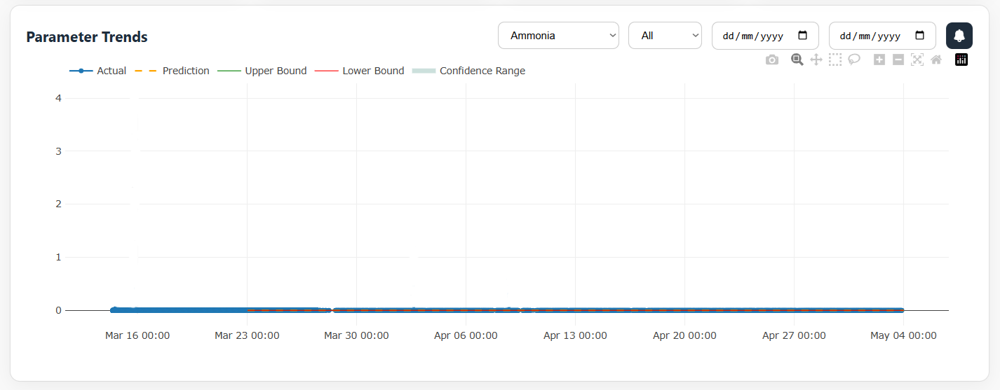 Parameter Trends
Ammonia
All
dd/mm/yyyy
dd/mm/yyyy
Actual
Prediction
Upper Bound
Lower Bound
Confidence Range
4
3
2
1
0
Mar 16 00:00
Mar 23 00:00
Mar 30 00:00
Apr 06 00:00
Apr 13 00:00
Apr 20 00:00
Apr 27 00:00
May 04 00:00